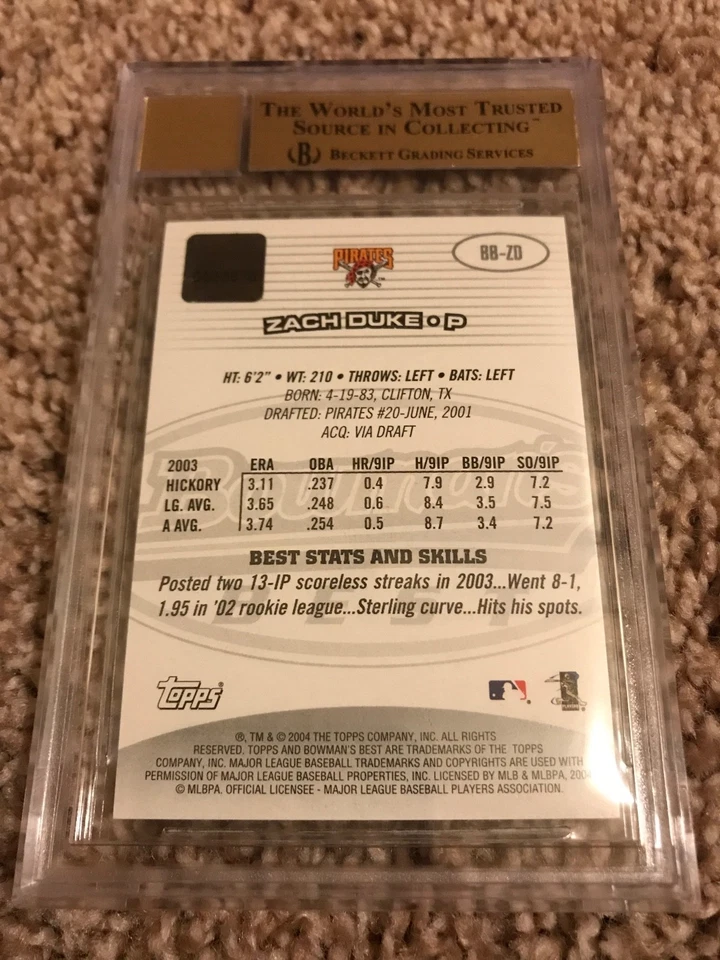 THE WORLD'S MOST TRUSTED
SOURCE IN COLLECTING™
B BECKETT GRADING SERVICES
PIRATES
BB-ZD
ZACH DUKE • P
HT: 6'2" • WT: 210 • THROWS: LEFT • BATS: LEFT
BORN: 4-19-83, CLIFTON, TX
DRAFTED: PIRATES #20-JUNE, 2001
ACQ: VIA DRAFT
2003 ERA OBA HR/9IP H/9IP BB/9IP SO/9IP
HICKORY 3.11 .237 0.4 7.9 2.9 7.2
LG. AVG. 3.65 .248 0.6 8.4 3.5 7.5
A AVG. 3.74 .254 0.5 8.7 3.4 7.2
Bowman's
BEST
BEST STATS AND SKILLS
Posted two 13-IP scoreless streaks in 2003...Went 8-1,
1.95 in '02 rookie league...Sterling curve...Hits his spots.
Topps®
®, TM & © 2004 THE TOPPS COMPANY, INC. ALL RIGHTS
RESERVED. TOPPS AND BOWMAN'S BEST ARE TRADEMARKS OF THE TOPPS
COMPANY, INC. MAJOR LEAGUE BASEBALL TRADEMARKS AND COPYRIGHTS ARE USED WITH
PERMISSION OF MAJOR LEAGUE BASEBALL PROPERTIES, INC. LICENSED BY MLB & MLBPA, 2004
© MLBPA. OFFICIAL LICENSEE - MAJOR LEAGUE BASEBALL PLAYERS ASSOCIATION.